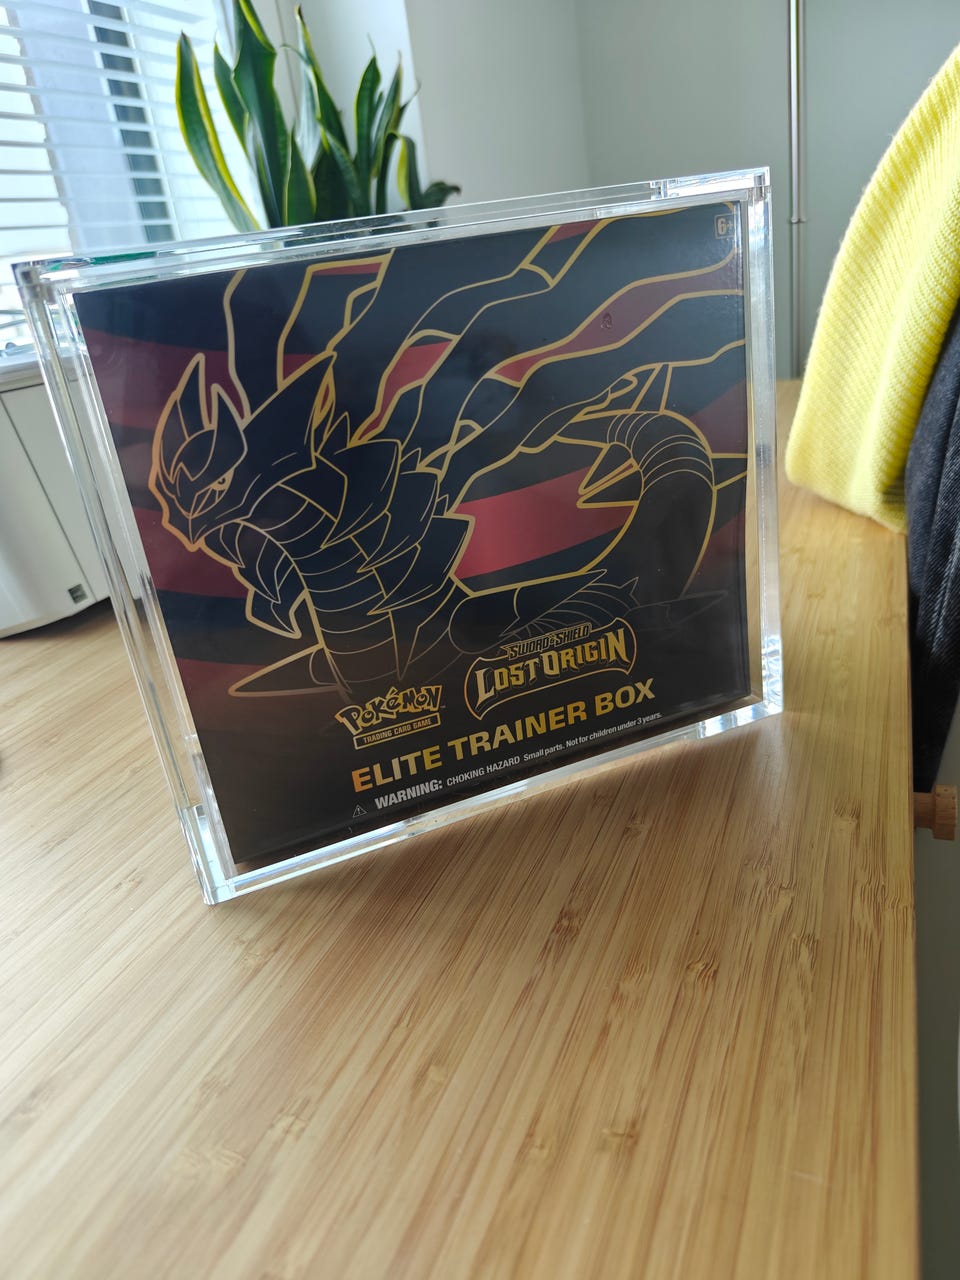 6+
SWORD & SHIELD
LOST ORIGIN
POKéMON
TRADING CARD GAME
ELITE TRAINER BOX
WARNING: CHOKING HAZARD Small parts. Not for children under 3 years.